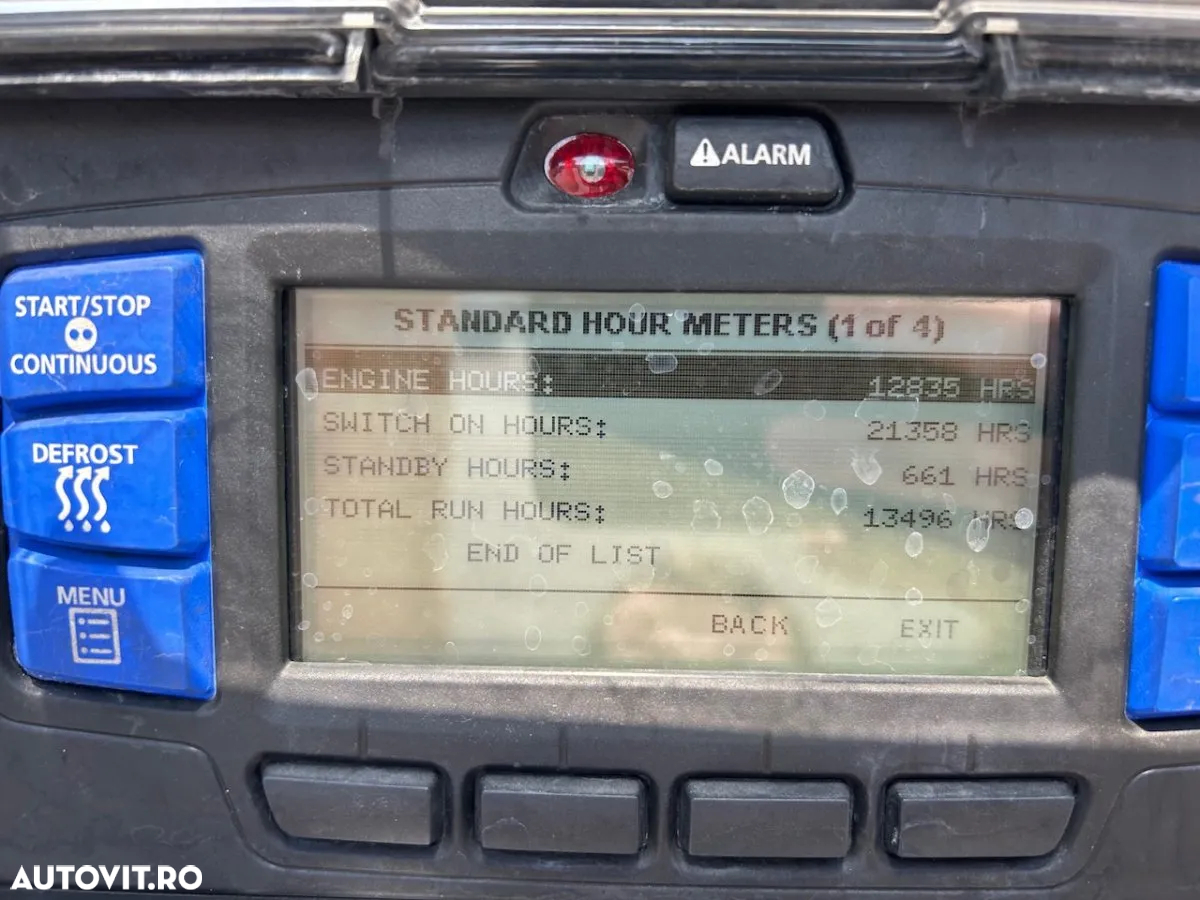 ALARM
START/STOP
CONTINUOUS
DEFROST
MENU
STANDARD HOUR METERS (1 of 4)
ENGINE HOURS: 12835 HRS
SWITCH ON HOURS: 21358 HRS
STANDBY HOURS: 661 HRS
TOTAL RUN HOURS: 13496 HRS
END OF LIST
BACK EXIT
AUTOVIT.RO